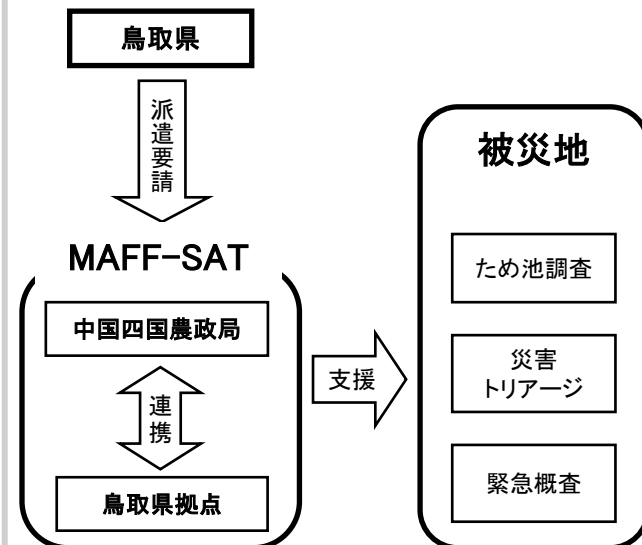 鳥取県
派遣要請
MAFF-SAT
中国四国農政局
連携
鳥取県拠点
支援
被災地
ため池調査
災害
トリアージ
緊急概査